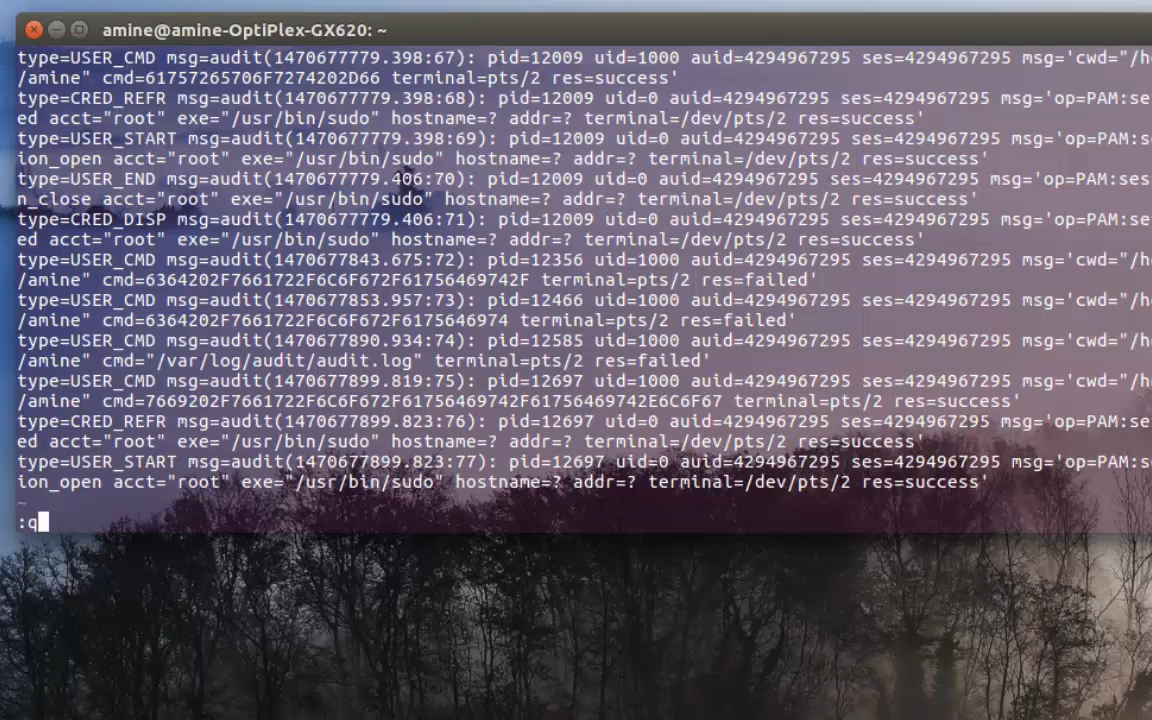 amine@amine-OptiPlex-GX620: ~
type=USER_CMD msg=audit(1470677779.398:67): pid=12009 uid=1000 auid=4294967295 ses=4294967295 msg='cwd="/h
/amine" cmd=61757265706F7274202D66 terminal=pts/2 res=success'
type=CRED_REFR msg=audit(1470677779.398:68): pid=12009 uid=0 auid=4294967295 ses=4294967295 msg='op=PAM:se
ed acct="root" exe="/usr/bin/sudo" hostname=? addr=? terminal=/dev/pts/2 res=success'
type=USER_START msg=audit(1470677779.398:69): pid=12009 uid=0 auid=4294967295 ses=4294967295 msg='op=PAM:s
ion_open acct="root" exe="/usr/bin/sudo" hostname=? addr=? terminal=/dev/pts/2 res=success'
type=USER_END msg=audit(1470677779.406:70): pid=12009 uid=0 auid=4294967295 ses=4294967295 msg='op=PAM:ses
n_close acct="root" exe="/usr/bin/sudo" hostname=? addr=? terminal=/dev/pts/2 res=success'
type=CRED_DISP msg=audit(1470677779.406:71): pid=12009 uid=0 auid=4294967295 ses=4294967295 msg='op=PAM:se
ed acct="root" exe="/usr/bin/sudo" hostname=? addr=? terminal=/dev/pts/2 res=success'
type=USER_CMD msg=audit(1470677843.675:72): pid=12356 uid=1000 auid=4294967295 ses=4294967295 msg='cwd="/h
/amine" cmd=6364202F7661722F6C6F672F61756469742F terminal=pts/2 res=failed'
type=USER_CMD msg=audit(1470677853.957:73): pid=12466 uid=1000 auid=4294967295 ses=4294967295 msg='cwd="/h
/amine" cmd=6364202F7661722F6C6F672F6175646974 terminal=pts/2 res=failed'
type=USER_CMD msg=audit(1470677890.934:74): pid=12585 uid=1000 auid=4294967295 ses=4294967295 msg='cwd="/h
/amine" cmd="/var/log/audit/audit.log" terminal=pts/2 res=failed'
type=USER_CMD msg=audit(1470677899.819:75): pid=12697 uid=1000 auid=4294967295 ses=4294967295 msg='cwd="/h
/amine" cmd=7669202F7661722F6C6F672F61756469742F61756469742E6C6F67 terminal=pts/2 res=success'
type=CRED_REFR msg=audit(1470677899.823:76): pid=12697 uid=0 auid=4294967295 ses=4294967295 msg='op=PAM:se
ed acct="root" exe="/usr/bin/sudo" hostname=? addr=? terminal=/dev/pts/2 res=success'
type=USER_START msg=audit(1470677899.823:77): pid=12697 uid=0 auid=4294967295 ses=4294967295 msg='op=PAM:s
ion_open acct="root" exe="/usr/bin/sudo" hostname=? addr=? terminal=/dev/pts/2 res=success'
~
:q